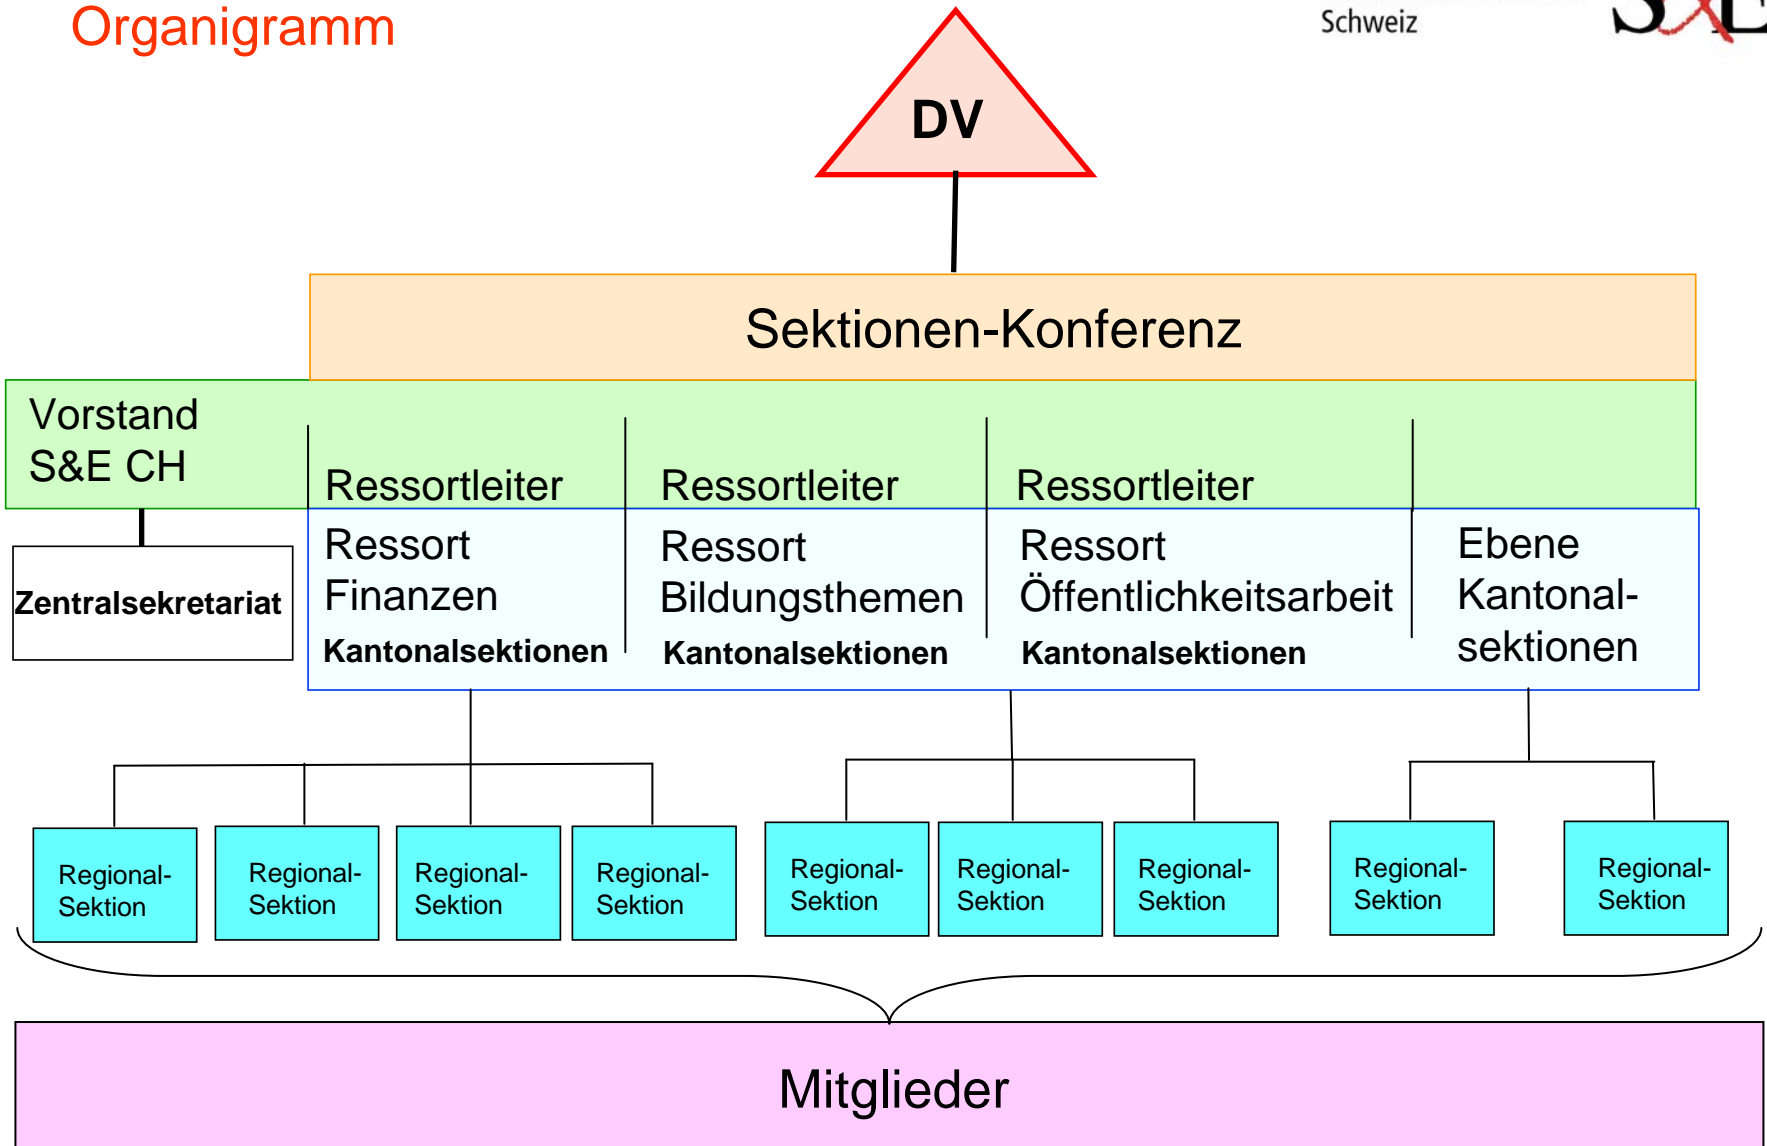 Organigramm
Schweiz
S&E
DV
Sektionen-Konferenz
Vorstand
S&E CH
Ressortleiter
Ressortleiter
Ressortleiter
Zentralsekretariat
Ressort
Finanzen
Kantonalsektionen
Ressort
Bildungsthemen
Kantonalsektionen
Ressort
Öffentlichkeitsarbeit
Kantonalsektionen
Ebene
Kantonal-
sektionen
Regional-
Sektion
Regional-
Sektion
Regional-
Sektion
Regional-
Sektion
Regional-
Sektion
Regional-
Sektion
Regional-
Sektion
Regional-
Sektion
Regional-
Sektion
Mitglieder